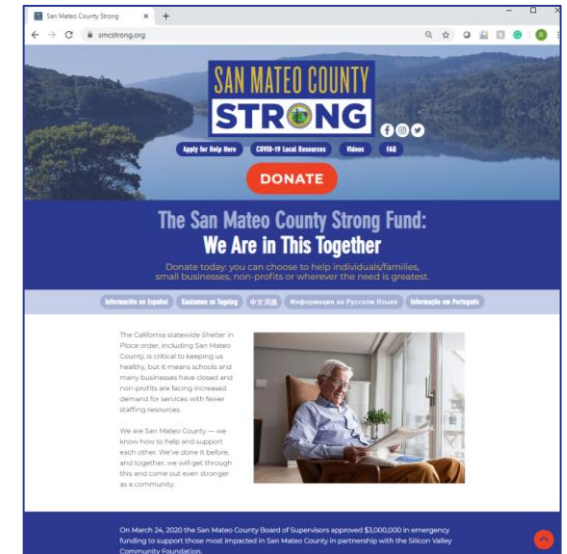 San Mateo County Strong
smcstrong.org
SAN MATEO COUNTY
STRONG
Apply for Help Here
COVID-19 Local Resources
Videos
FAQ
DONATE
The San Mateo County Strong Fund:
We Are in This Together
Donate today: you can choose to help individuals/families,
small businesses, non-profits or wherever the need is greatest.
Información en Español
Kaalaman sa Tagalog
Информация на Русском Языке
Informação em Português
The California statewide Shelter in
Place order, including San Mateo
County, is critical to keeping us
healthy, but it means schools and
many businesses have closed and
non-profits are facing increased
demand for services with fewer
staffing resources.
We are San Mateo County — we
know how to help and support
each other. We've done it before,
and together, we will get through
this and come out even stronger
as a community.
On March 24, 2020 the San Mateo County Board of Supervisors approved $3,000,000 in emergency
funding to support those most impacted in San Mateo County in partnership with the Silicon Valley
Community Foundation.